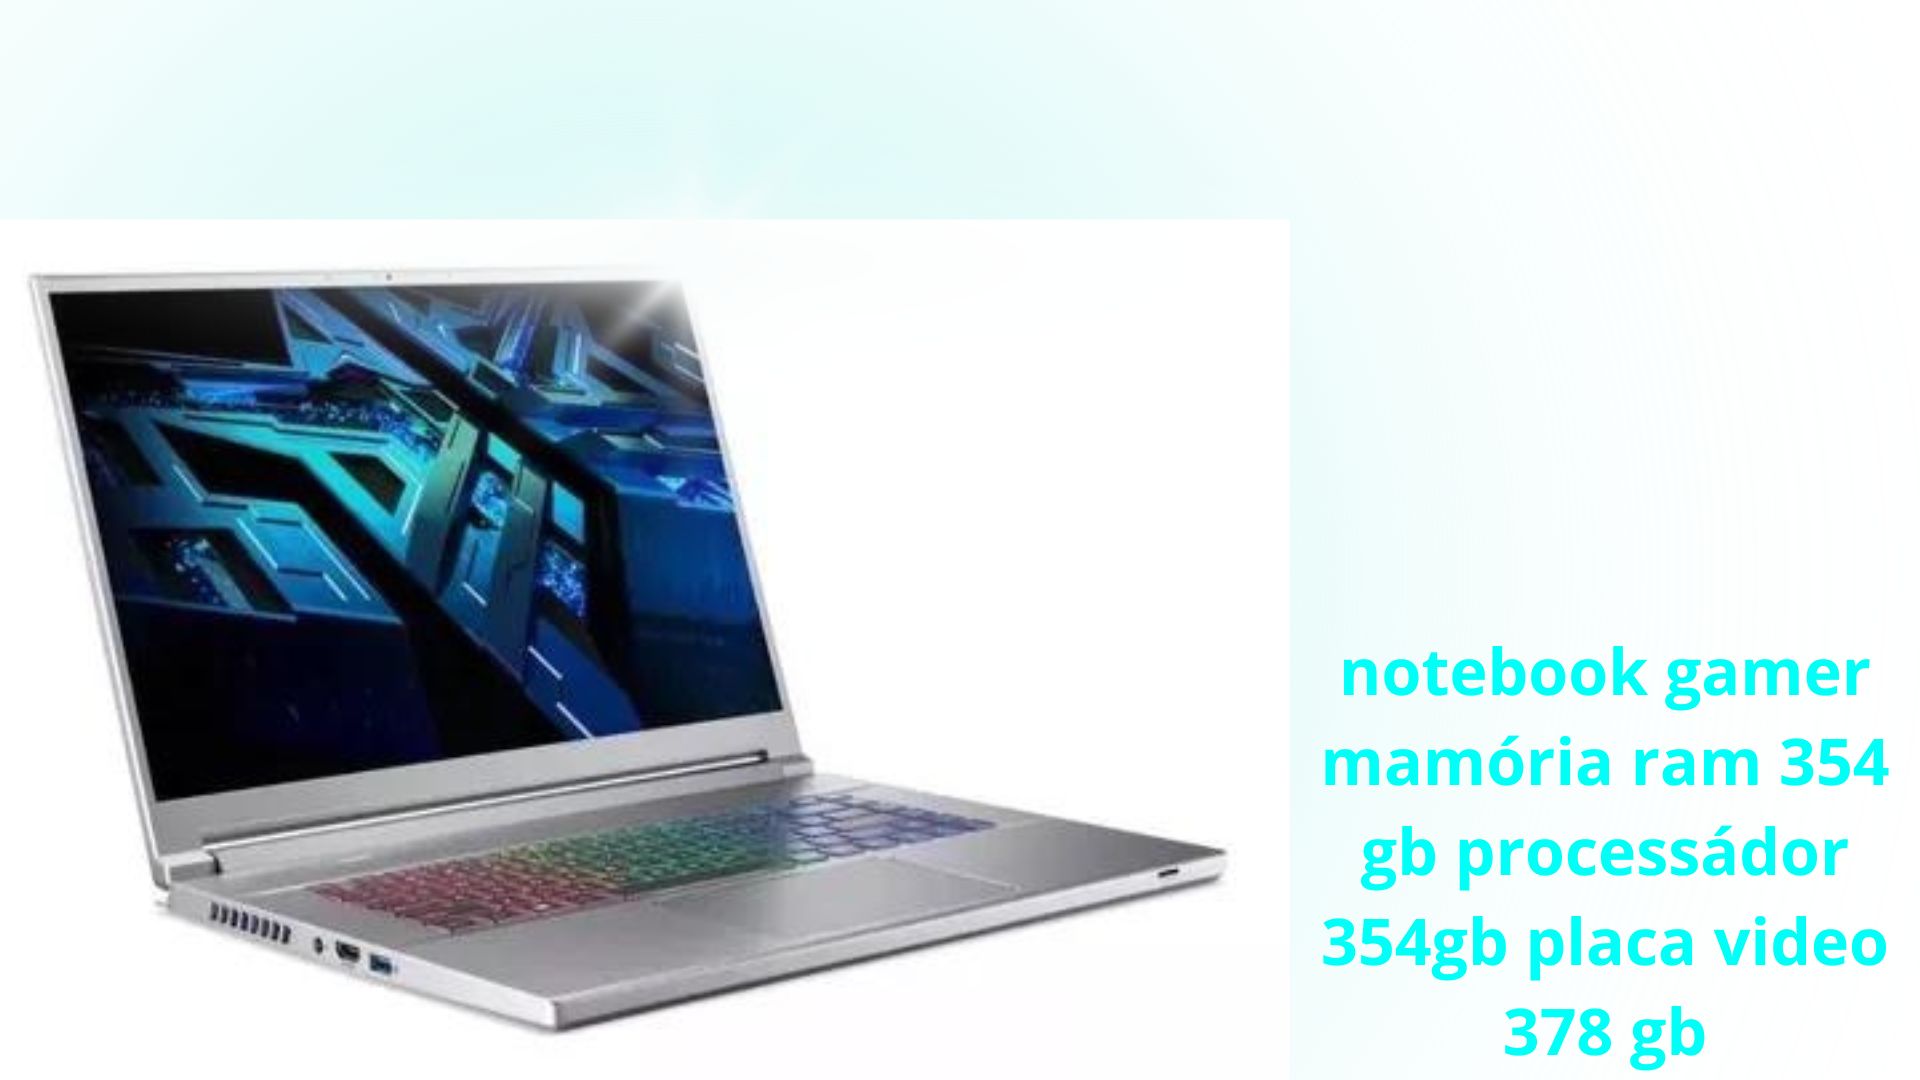 notebook gamer
mamória ram 354
gb processádor
354gb placa video
378 gb